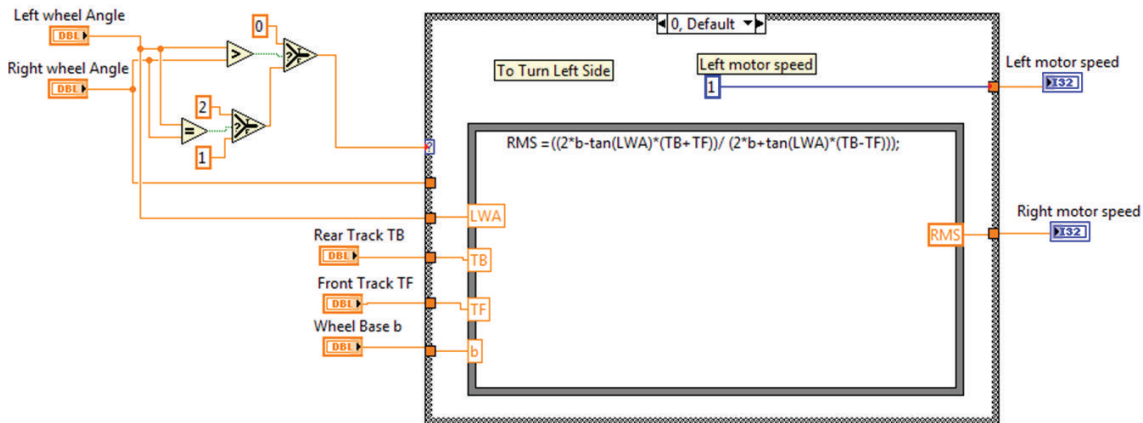 Left wheel Angle
DBL
Right wheel Angle
DBL
>
0
?
F
2
=
?
F
1
0, Default
To Turn Left Side
Left motor speed
1
Left motor speed
I32
?
RMS =((2*b-tan(LWA)*(TB+TF))/ (2*b+tan(LWA)*(TB-TF)));
LWA
Rear Track TB
DBL
TB
Front Track TF
DBL
TF
Wheel Base b
DBL
b
RMS
Right motor speed
I32